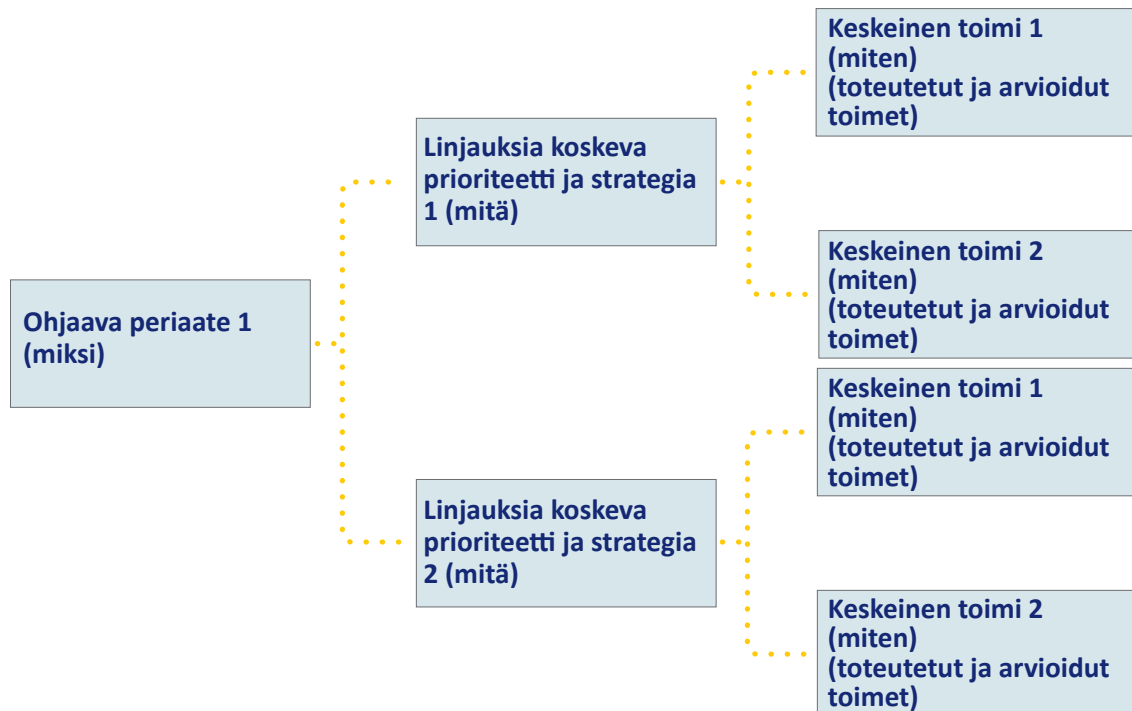 Keskeinen toimi 1
(miten)
(toteutetut ja arvioidut
toimet)
Linjauksia koskeva
prioriteetti ja strategia
1 (mitä)
Keskeinen toimi 2
(miten)
(toteutetut ja arvioidut
toimet)
Ohjaava periaate 1
(miksi)
Keskeinen toimi 1
(miten)
(toteutetut ja arvioidut
toimet)
Linjauksia koskeva
prioriteetti ja strategia
2 (mitä)
Keskeinen toimi 2
(miten)
(toteutetut ja arvioidut
toimet)